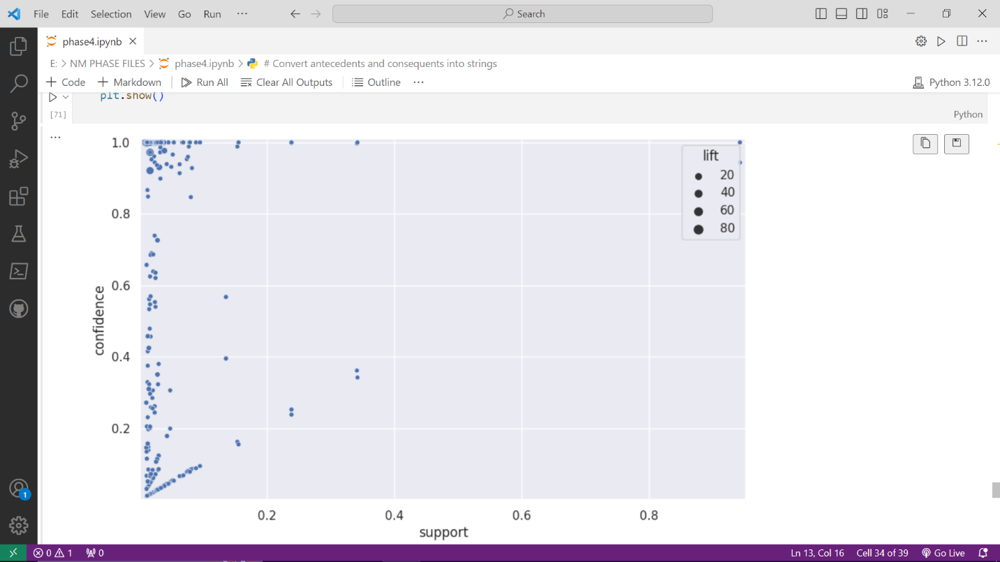 File Edit Selection View Go Run ··· Search
phase4.ipynb
E: > NM PHASE FILES > phase4.ipynb > # Convert antecedents and consequents into strings
+ Code + Markdown Run All Clear All Outputs Outline ··· Python 3.12.0
plt.show()
[71] Python
1.0
0.8
0.6
0.4
0.2
confidence
lift
20
40
60
80
0.2 0.4 0.6 0.8
support
1
0 1 0 Ln 13, Col 16 Cell 34 of 39 Go Live